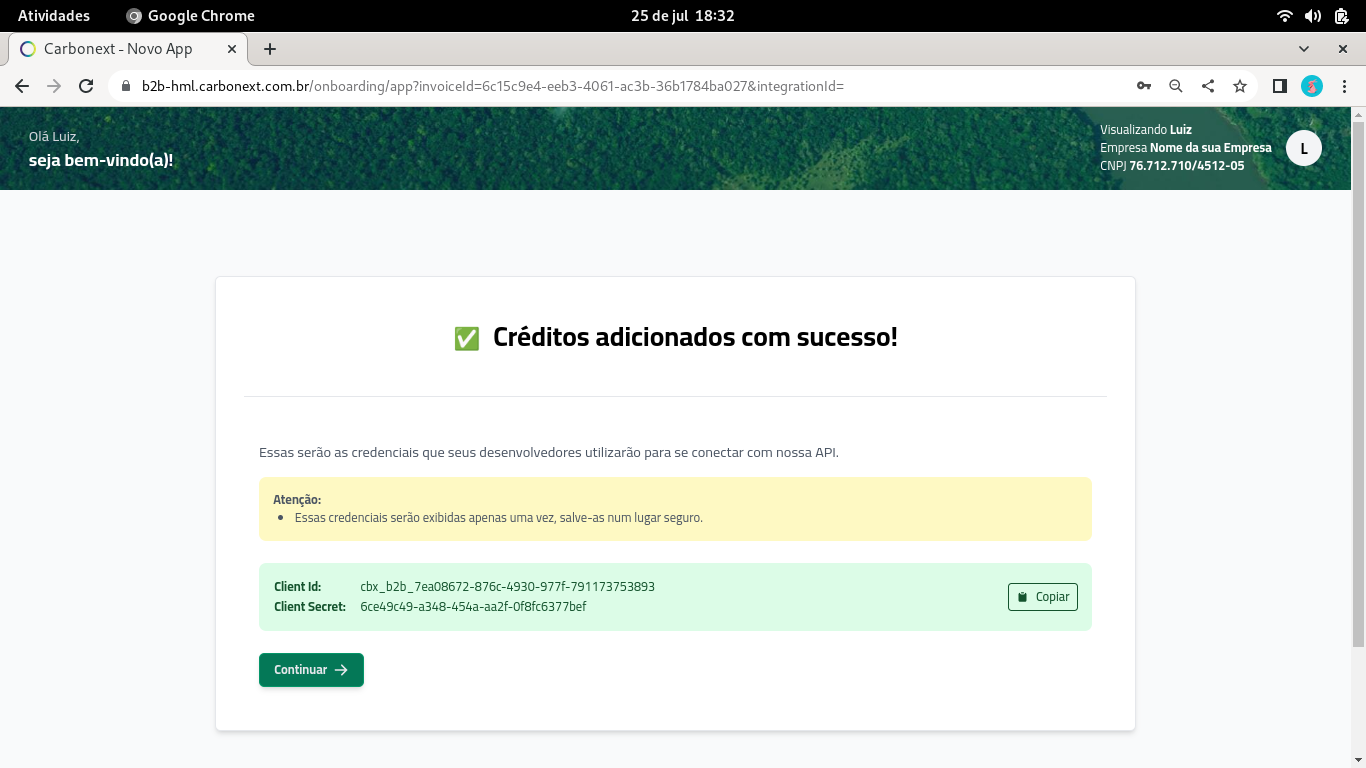 Atividades
Google Chrome
25 de jul 18:32
Carbonext - Novo App
b2b-hml.carbonext.com.br/onboarding/app?invoiceId=6c15c9e4-eeb3-4061-ac3b-36b1784ba027&integrationId=
Olá Luiz,
seja bem-vindo(a)!
Visualizando Luiz
Empresa Nome da sua Empresa
CNPJ 76.712.710/4512-05
L
Créditos adicionados com sucesso!
Essas serão as credenciais que seus desenvolvedores utilizarão para se conectar com nossa API.
Atenção:
Essas credenciais serão exibidas apenas uma vez, salve-as num lugar seguro.
Client Id: cbx_b2b_7ea08672-876c-4930-977f-791173753893
Client Secret: 6ce49c49-a348-454a-aa2f-0f8fc6377bef
Copiar
Continuar